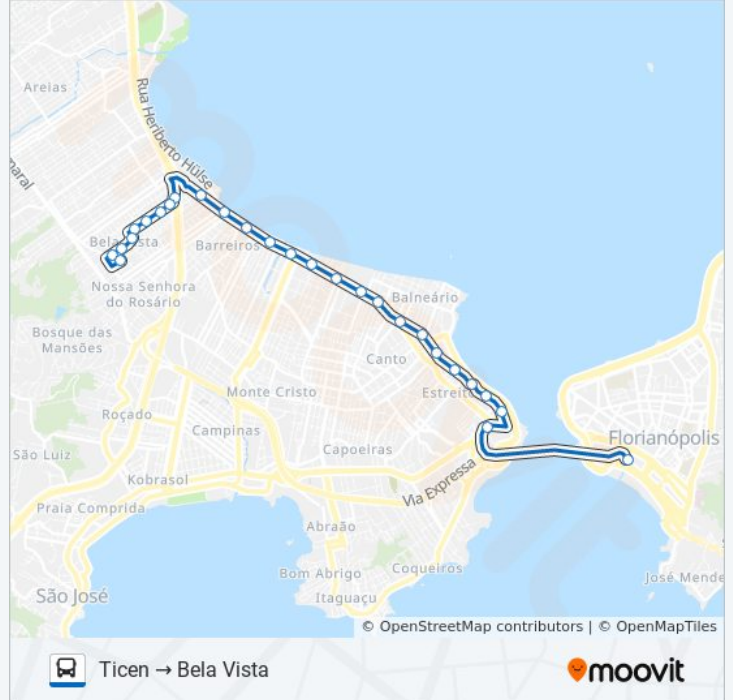 Areias
Rua Heriberto Hülse
maral
Bela Vista
Barreiros
Nossa Senhora
do Rosário
Balneário
Bosque das
Mansões
Canto
Monte Cristo
Estreito
Roçado
Campinas
Florianópolis
São Luiz
Capoeiras
Kobrasol
Via Expressa
Praia Comprida
Abraão
Bom Abrigo
Coqueiros
José Mende
São José
Itaguaçu
© OpenStreetMap contributors | © OpenMapTiles
Ticen → Bela Vista
moovit